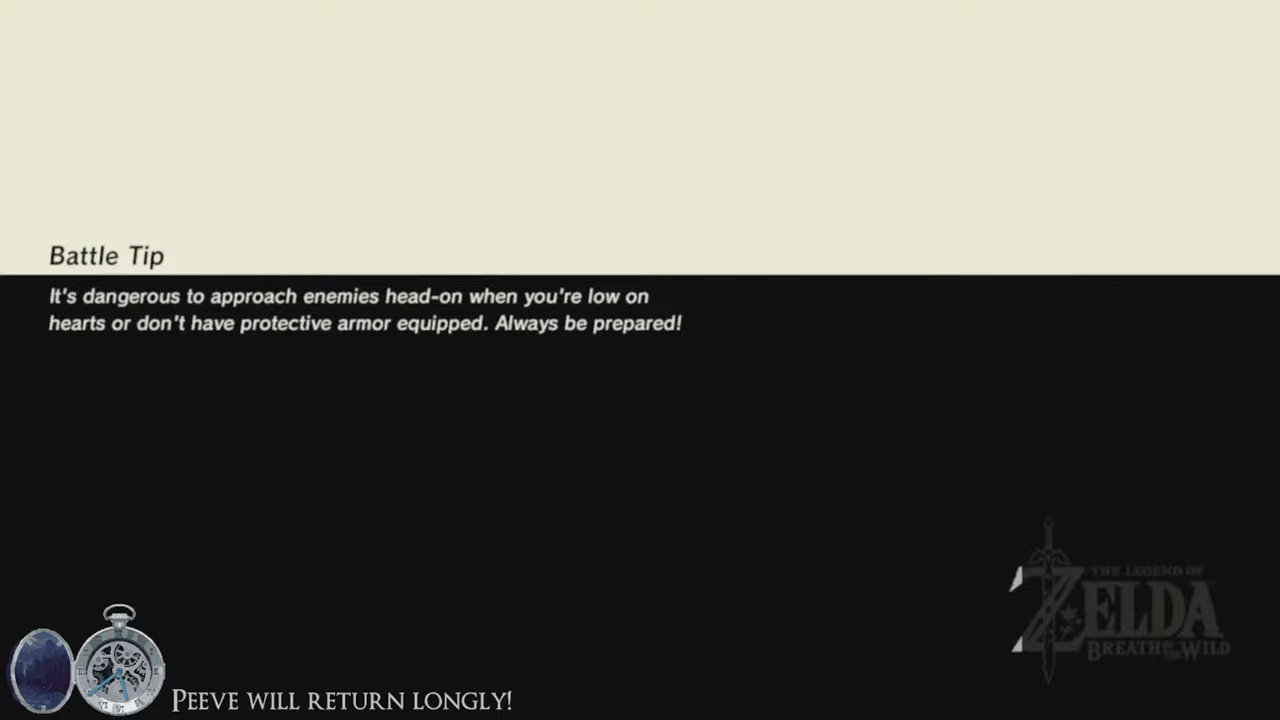 Battle Tip
It's dangerous to approach enemies head-on when you're low on
hearts or don't have protective armor equipped. Always be prepared!
THE LEGEND OF
ZELDA
BREATH OF THE WILD
PEEVE WILL RETURN LONGLY!